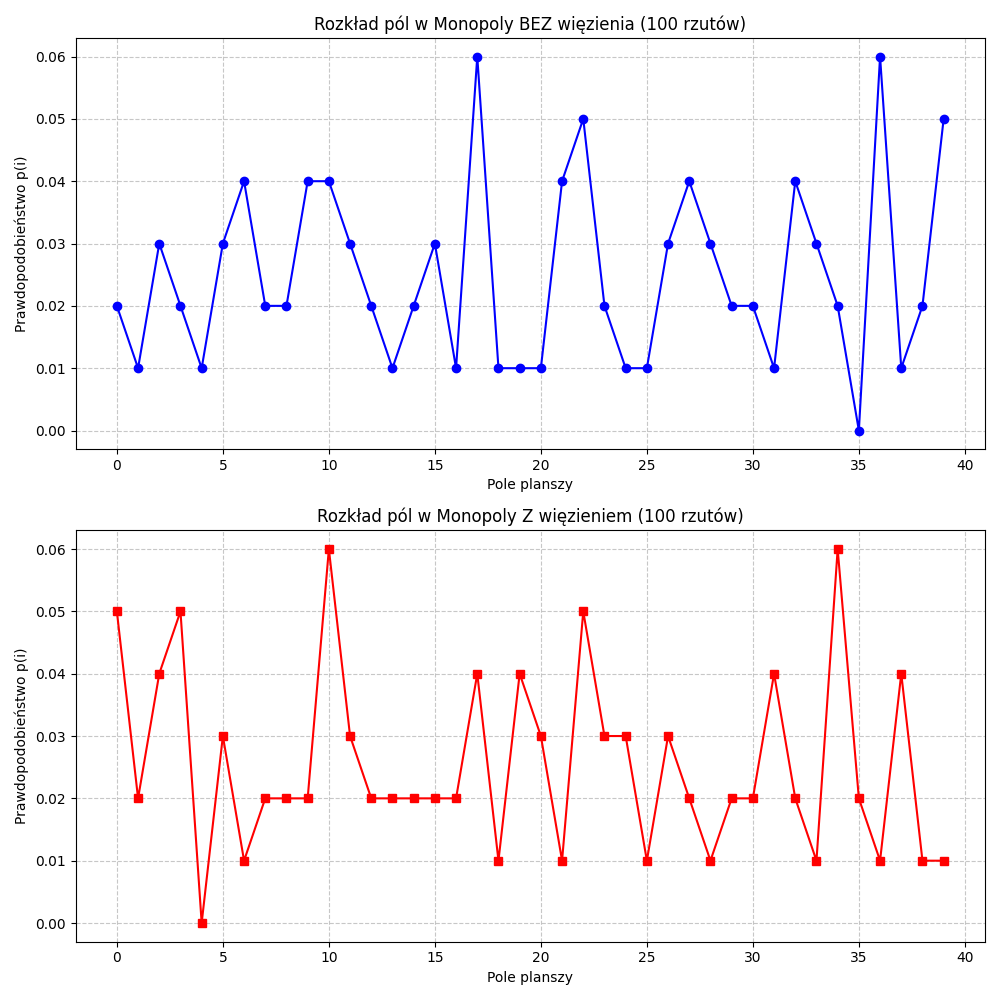 Rozkład pól w Monopoly BEZ więzienia (100 rzutów)
Prawdopodobieństwo p(i)
0.06
0.05
0.04
0.03
0.02
0.01
0.00
0 5 10 15 20 25 30 35 40
Pole planszy
Rozkład pól w Monopoly Z więzieniem (100 rzutów)
Prawdopodobieństwo p(i)
0.06
0.05
0.04
0.03
0.02
0.01
0.00
0 5 10 15 20 25 30 35 40
Pole planszy